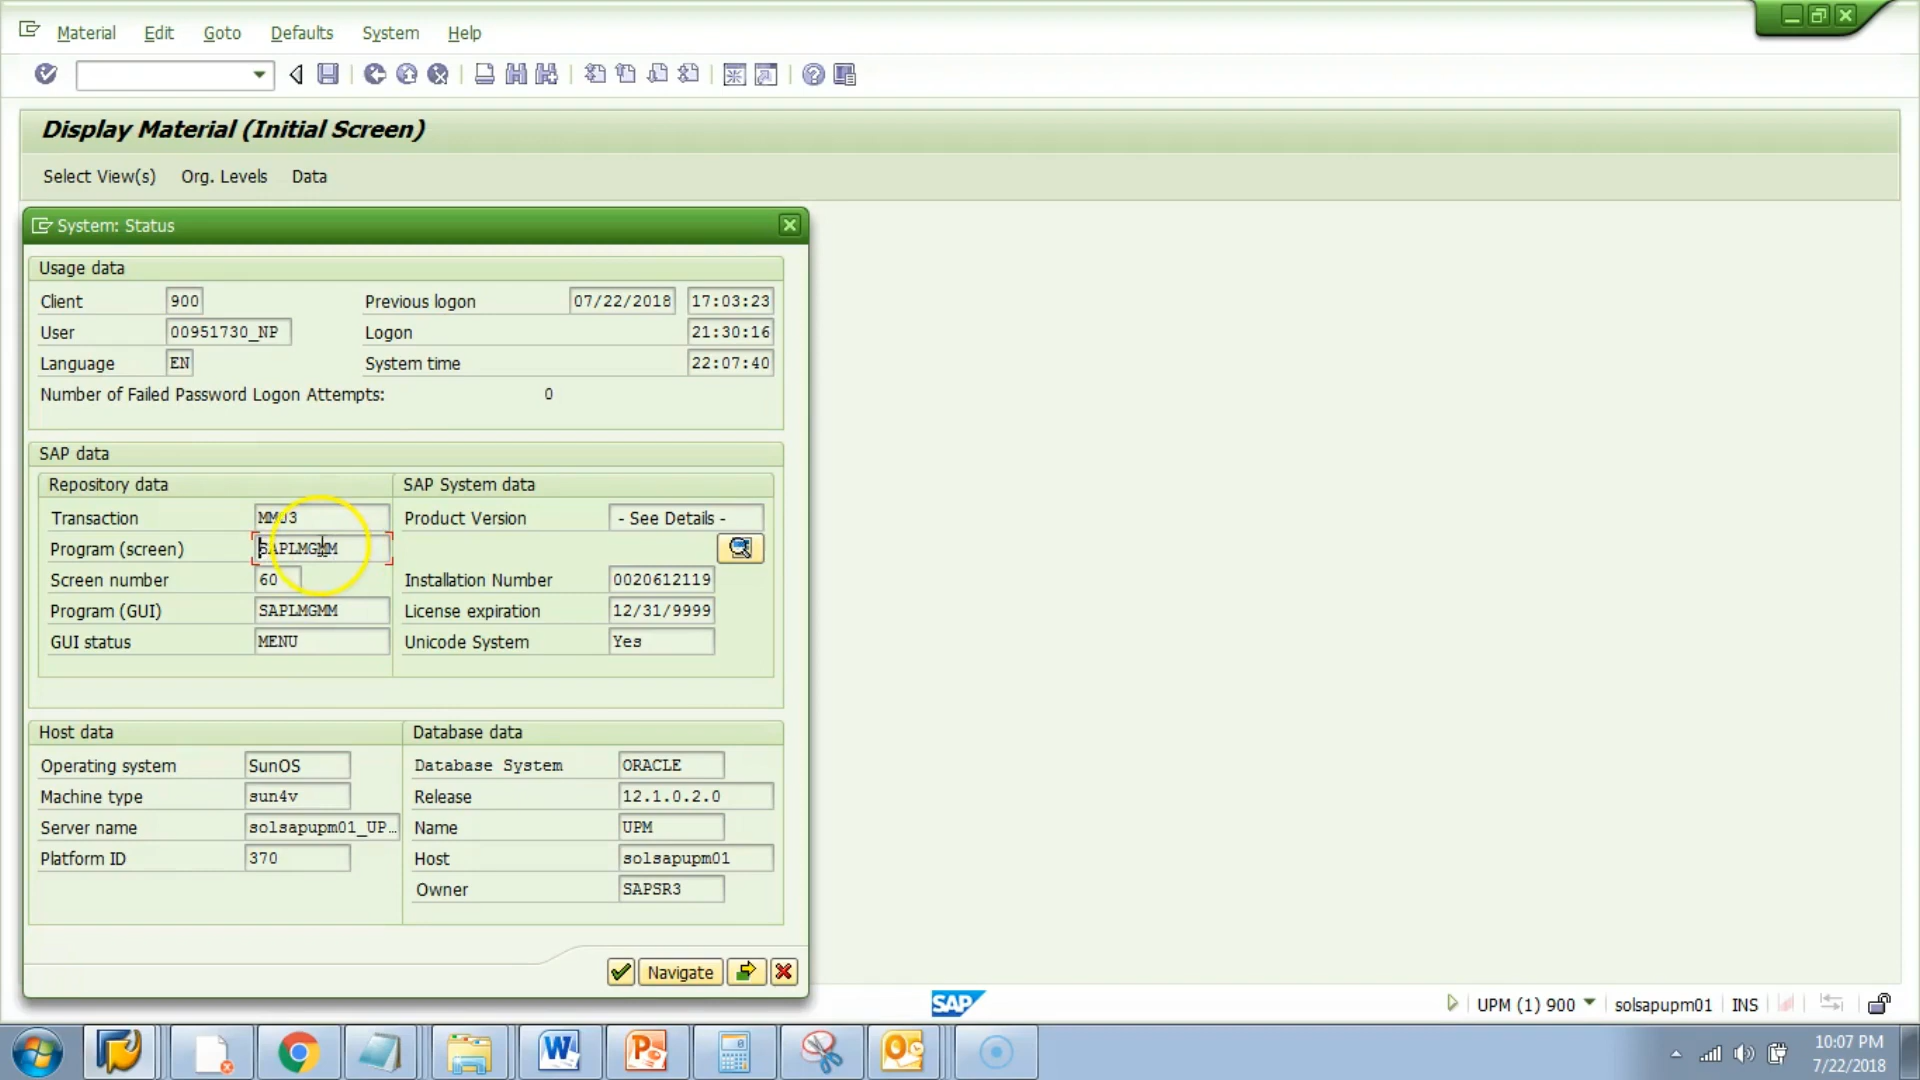 Material Edit Goto Defaults System Help
Display Material (Initial Screen)
Select View(s) Org. Levels Data
System: Status
Usage data
Client 900 Previous logon 07/22/2018 17:03:23
User 00951730_NP Logon 21:30:16
Language EN System time 22:07:40
Number of Failed Password Logon Attempts: 0
SAP data
Repository data SAP System data
Transaction MM03 Product Version - See Details -
Program (screen) SAPLMGMM
Screen number 60 Installation Number 0020612119
Program (GUI) SAPLMGMM License expiration 12/31/9999
GUI status MENU Unicode System Yes
Host data Database data
Operating system SunOS Database System ORACLE
Machine type sun4v Release 12.1.0.2.0
Server name solsapupm01_UP… Name UPM
Platform ID 370 Host solsapupm01
Owner SAPSR3
Navigate
SAP UPM (1) 900 solsapupm01 INS
10:07 PM
7/22/2018